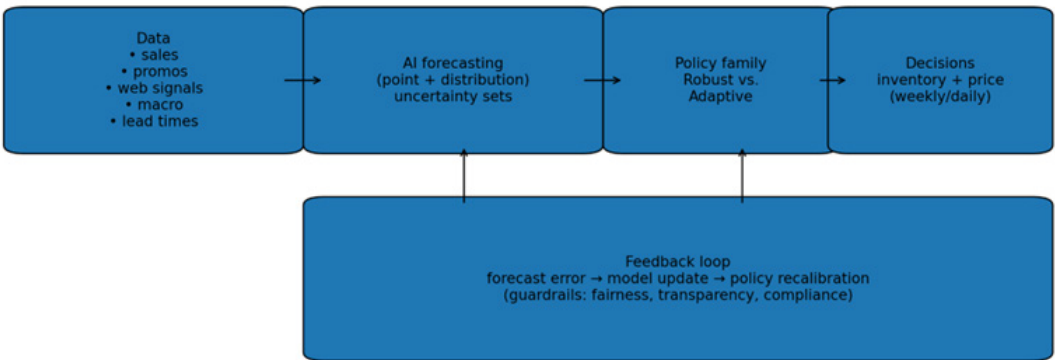 Data
• sales
• promos
• web signals
• macro
• lead times
AI forecasting
(point + distribution)
uncertainty sets
Policy family
Robust vs.
Adaptive
Decisions
inventory + price
(weekly/daily)
Feedback loop
forecast error → model update → policy recalibration
(guardrails: fairness, transparency, compliance)